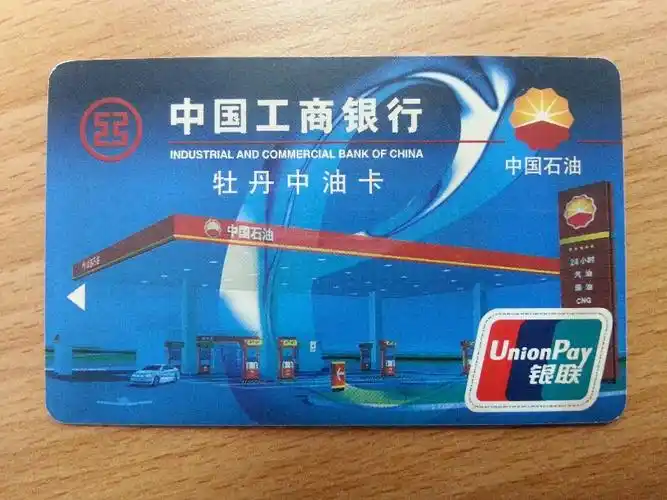 中国工商银行
INDUSTRIAL AND COMMERCIAL BANK OF CHINA
牡丹中油卡
中国石油
中国石油
24小时
汽油
柴油
CNG
UnionPay
银联